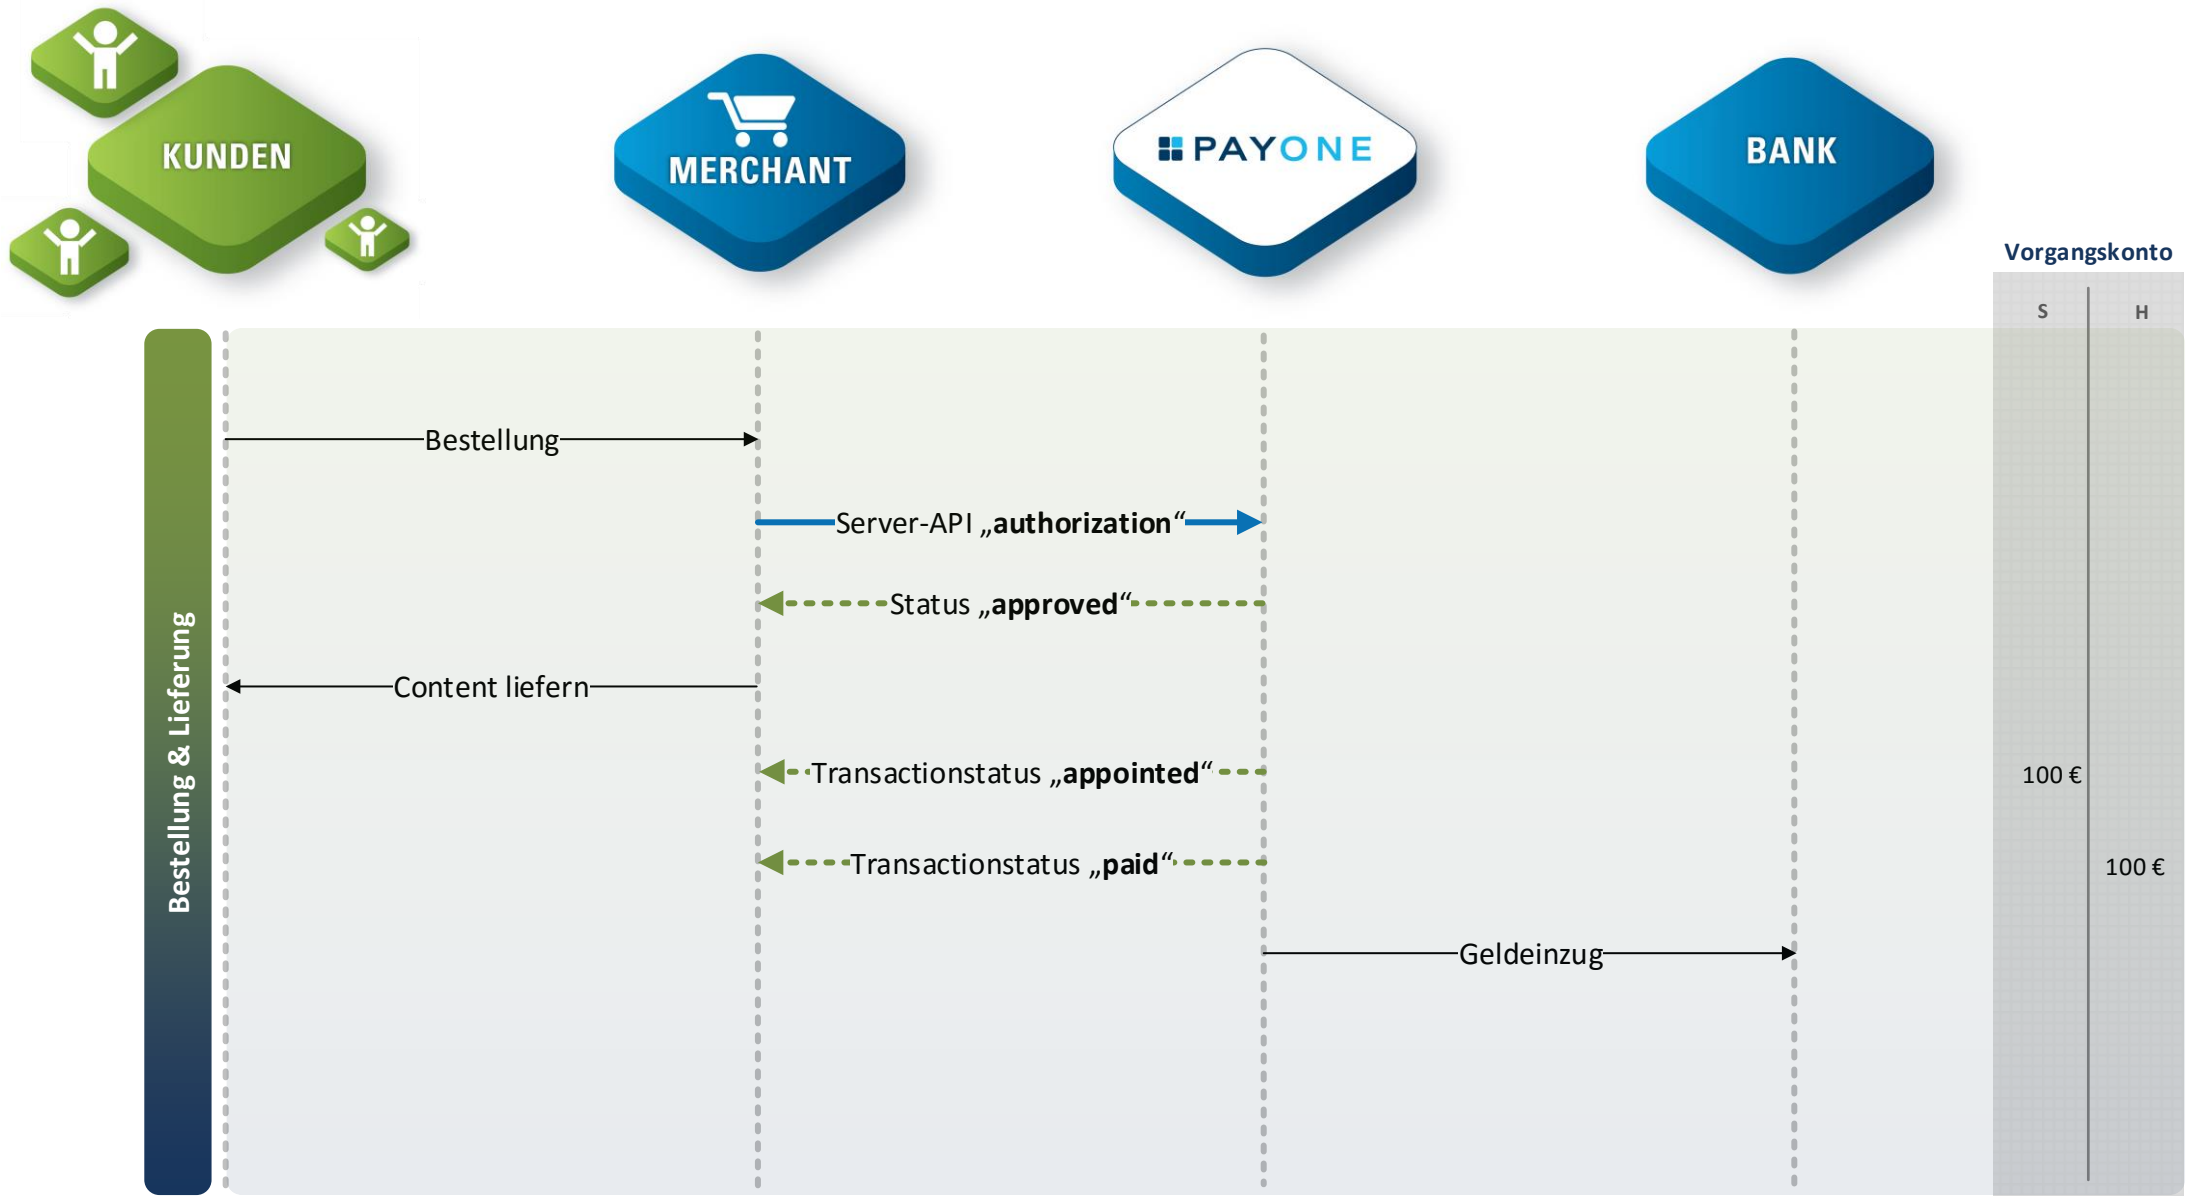 KUNDEN
MERCHANT
PAYONE
BANK
Vorgangskonto
S
H
Bestellung & Lieferung
Bestellung
Server-API „authorization“
Status „approved“
Content liefern
Transactionstatus „appointed“
100 €
Transactionstatus „paid“
100 €
Geldeinzug